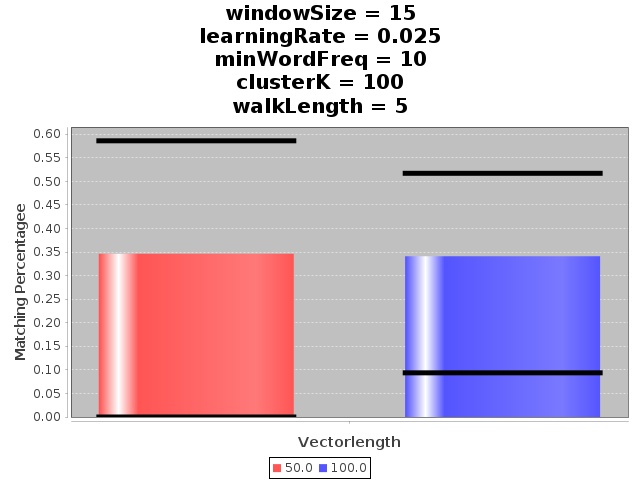 windowSize = 15
learningRate = 0.025
minWordFreq = 10
clusterK = 100
walkLength = 5
0.60
0.55
0.50
0.45
0.40
0.35
0.30
0.25
0.20
0.15
0.10
0.05
0.00
Matching Percentagee
Vectorlength
50.0 100.0